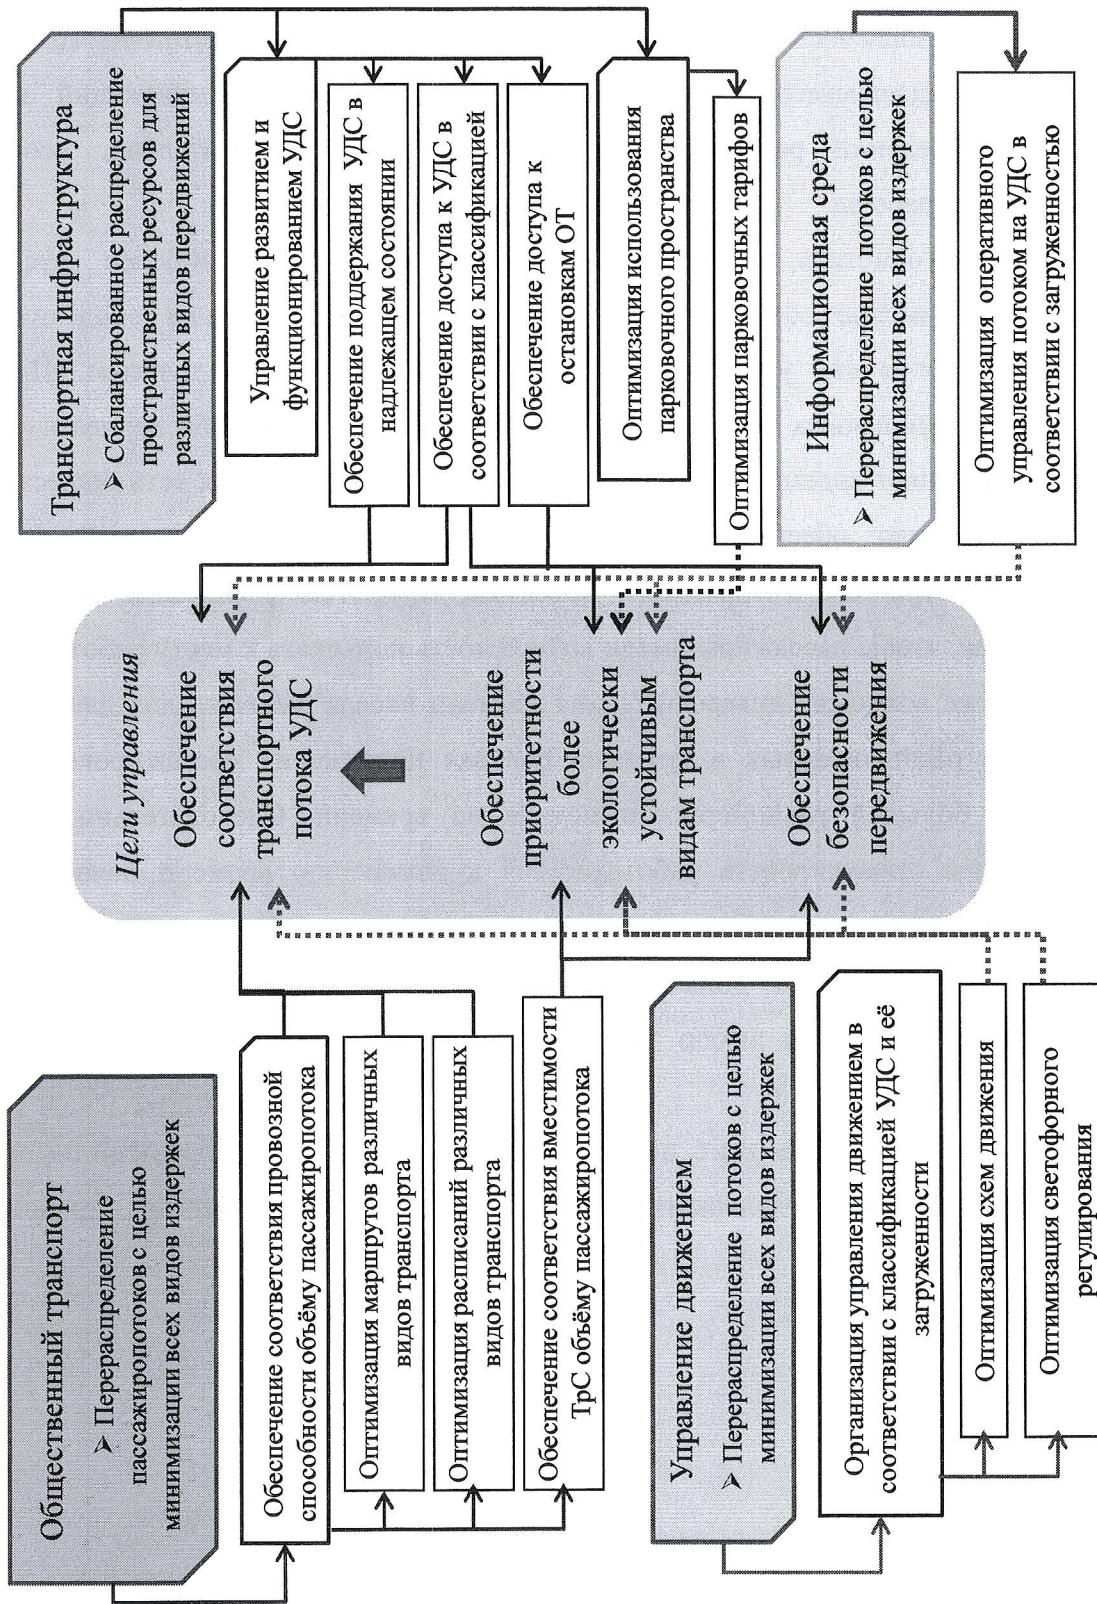 Общественный транспорт
➢ Перераспределение
пассажиропотоков с целью
минимизации всех видов издержек
Обеспечение соответствия провозной
способности объёму пассажиропотока
Оптимизация маршрутов различных
видов транспорта
Оптимизация расписаний различных
видов транспорта
Обеспечение соответствия вместимости
ТрС объёму пассажиропотока
Управление движением
➢ Перераспределение потоков с целью
минимизации всех видов издержек
Организация управления движением в
соответствии с классификацией УДС и её
загруженности
Оптимизация схем движения
Оптимизация светофорного
регулирования
Цели управления
Обеспечение
соответствия
транспортного
потока УДС
Обеспечение
приоритетности
более
экологически
устойчивым
видам транспорта
Обеспечение
безопасности
передвижения
Транспортная инфраструктура
➢ Сбалансированное распределение
пространственных ресурсов для
различных видов передвижений
Управление развитием и
функционированием УДС
Обеспечение поддержания УДС в
надлежащем состоянии
Обеспечение доступа к УДС в
соответствии с классификацией
Обеспечение доступа к
остановкам ОТ
Оптимизация использования
парковочного пространства
Оптимизация парковочных тарифов
Информационная среда
➢ Перераспределение потоков с целью
минимизации всех видов издержек
Оптимизация оперативного
управления потоком на УДС в
соответствии с загруженностью